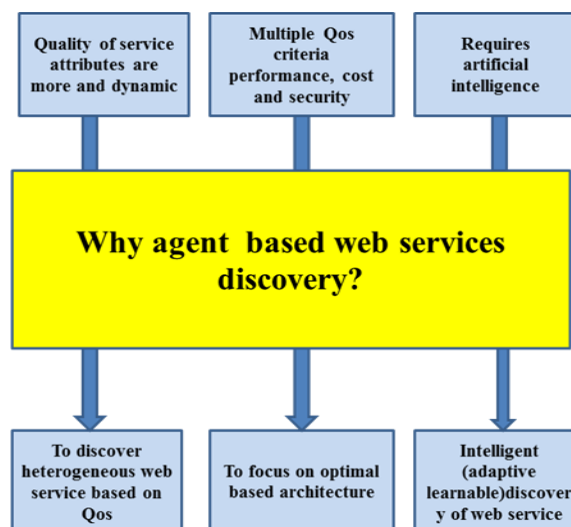 Quality of service
attributes are
more and dynamic
Multiple Qos
criteria
performance, cost
and security
Requires
artificial
intelligence
Why agent based web services
discovery?
To discover
heterogeneous web
service based on
Qos
To focus on optimal
based architecture
Intelligent
(adaptive
learnable)discover
y of web service